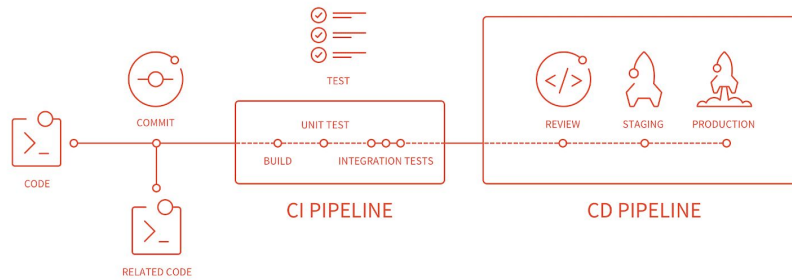 TEST
COMMIT
UNIT TEST
REVIEW
STAGING
PRODUCTION
BUILD
INTEGRATION TESTS
CODE
CI PIPELINE
CD PIPELINE
RELATED CODE